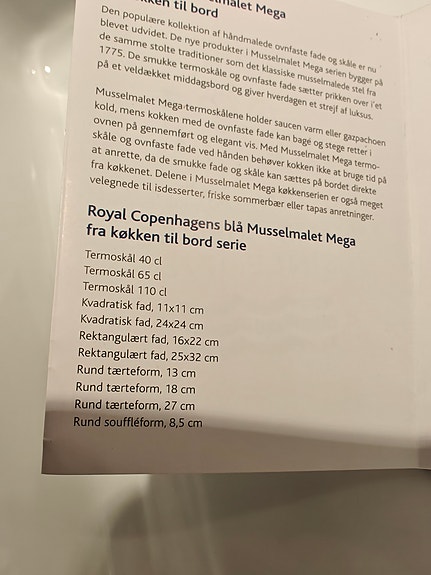 Musselmalet Mega
køkken til bord
Den populære kollektion af håndmalede ovnfaste fade og skåle er nu
blevet udvidet. De nye produkter i Musselmalet Mega serien bygger på
de samme stolte traditioner som det klassiske musselmalede stel fra
1775. De smukke termoskåle og ovnfaste fade sætter prikken over i'et
på et veldækket middagsbord og giver hverdagen et strejf af luksus.
Musselmalet Mega-termoskålene holder saucen varm eller gazpachoen
kold, mens kokken med de ovnfaste fade kan bage og stege retter i
ovnen på gennemført og elegant vis. Med Musselmalet Mega termo-
skåle og ovnfaste fade ved hånden behøver kokken ikke at bruge tid på
at anrette, da de smukke fade og skåle kan sættes på bordet direkte
fra køkkenet. Delene i Musselmalet Mega køkkenserien er også meget
velegnede til isdesserter, friske sommerbær eller tapas anretninger.
Royal Copenhagens blå Musselmalet Mega
fra køkken til bord serie
Termoskål 40 cl
Termoskål 65 cl
Termoskål 110 cl
Kvadratisk fad, 11x11 cm
Kvadratisk fad, 24x24 cm
Rektangulært fad, 16x22 cm
Rektangulært fad, 25x32 cm
Rund tærteform, 13 cm
Rund tærteform, 18 cm
Rund tærteform, 27 cm
Rund souffléform, 8,5 cm